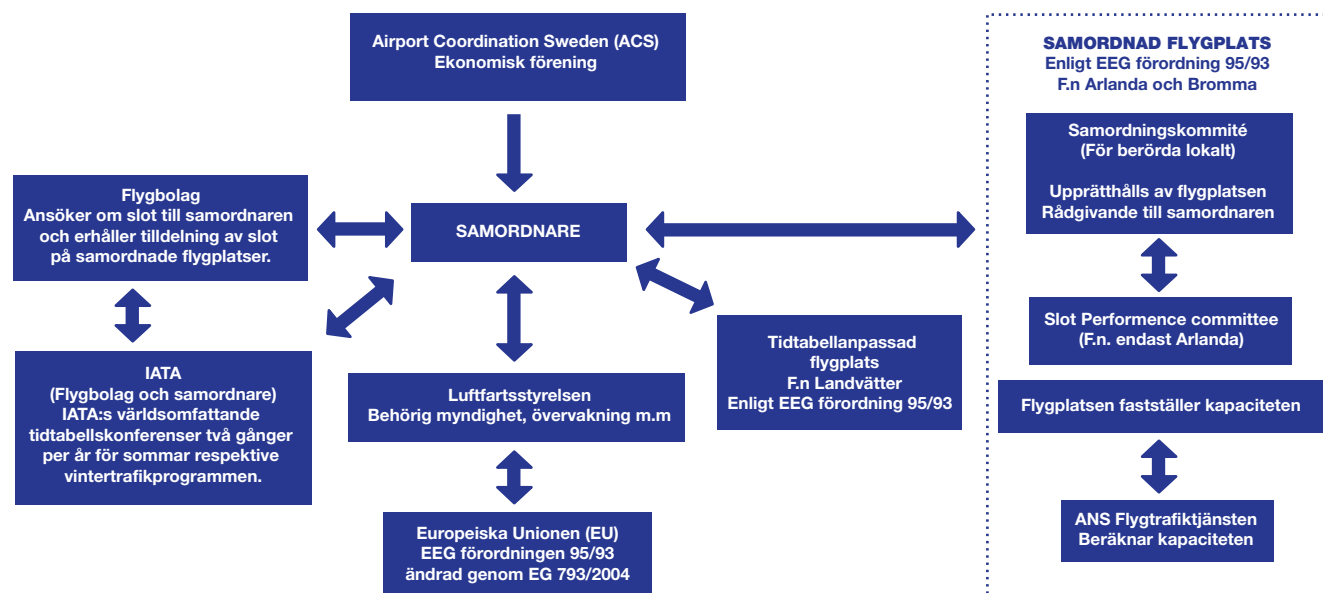 Airport Coordination Sweden (ACS)
Ekonomisk förening
SAMORDNAD FLYGPLATS
Enligt EEG förordning 95/93
F.n Arlanda och Bromma
Samordningskommité
(För berörda lokalt)
Upprätthålls av flygplatsen
Rådgivande till samordnaren
Flygbolag
Ansöker om slot till samordnaren
och erhåller tilldelning av slot
på samordnade flygplatser.
SAMORDNARE
Slot Performence committee
(F.n. endast Arlanda)
Tidtabellanpassad
flygplats
F.n Landvätter
Enligt EEG förordning 95/93
IATA
(Flygbolag och samordnare)
IATA:s världsomfattande
tidtabellskonferenser två gånger
per år för sommar respektive
vintertrafikprogrammen.
Luftfartsstyrelsen
Behörig myndighet, övervakning m.m
Flygplatsen fastställer kapaciteten
Europeiska Unionen (EU)
EEG förordningen 95/93
ändrad genom EG 793/2004
ANS Flygtrafiktjänsten
Beräknar kapaciteten